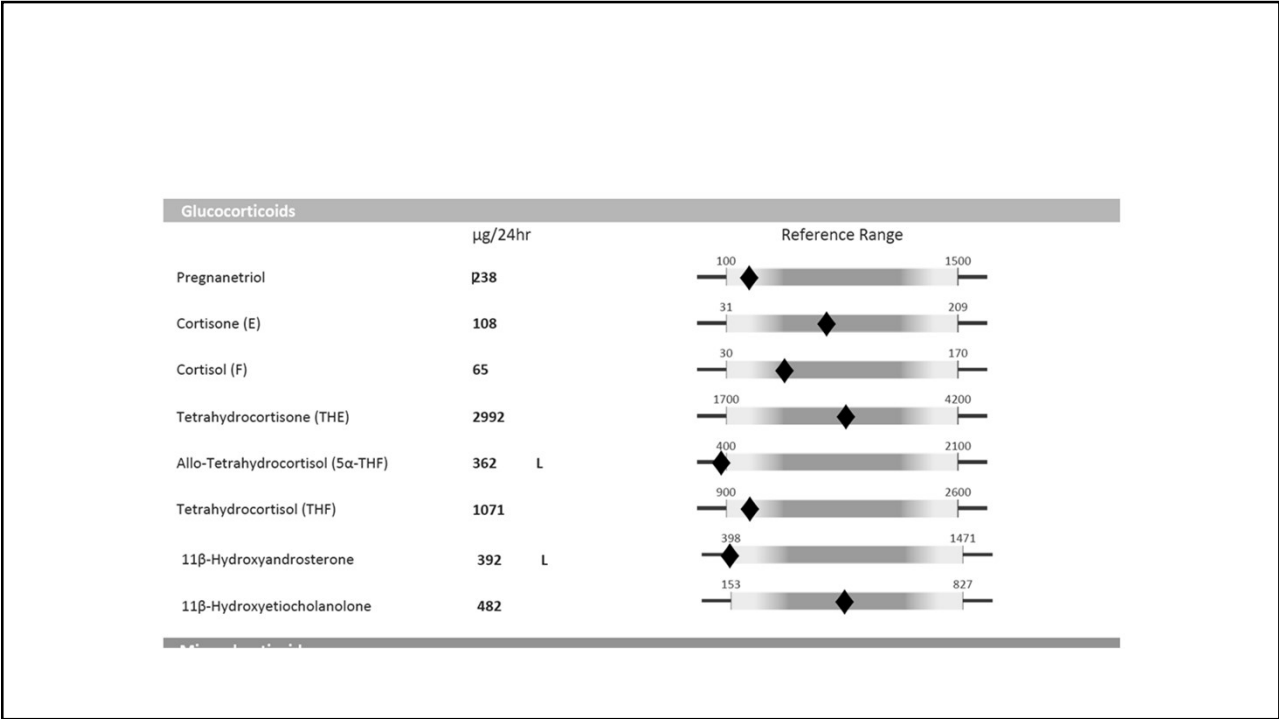 Glucocorticoids
µg/24hr Reference Range
Pregnanetriol 238 100 1500
Cortisone (E) 108 31 209
Cortisol (F) 65 30 170
Tetrahydrocortisone (THE) 2992 1700 4200
Allo-Tetrahydrocortisol (5α-THF) 362 L 400 2100
Tetrahydrocortisol (THF) 1071 900 2600
11β-Hydroxyandrosterone 392 L 398 1471
11β-Hydroxyetiocholanolone 482 153 827